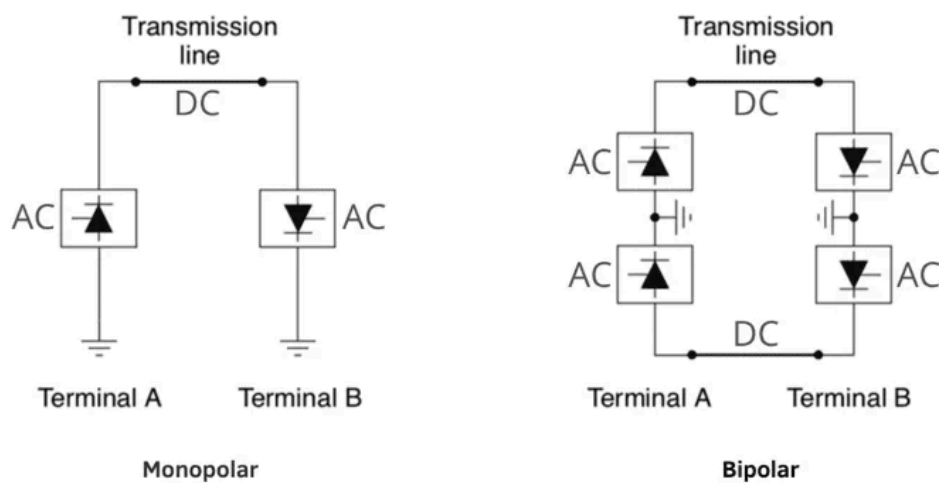 Transmission
line
DC
AC
AC
Terminal A
Terminal B
Monopolar
Transmission
line
DC
AC
AC
AC
AC
DC
Terminal A
Terminal B
Bipolar